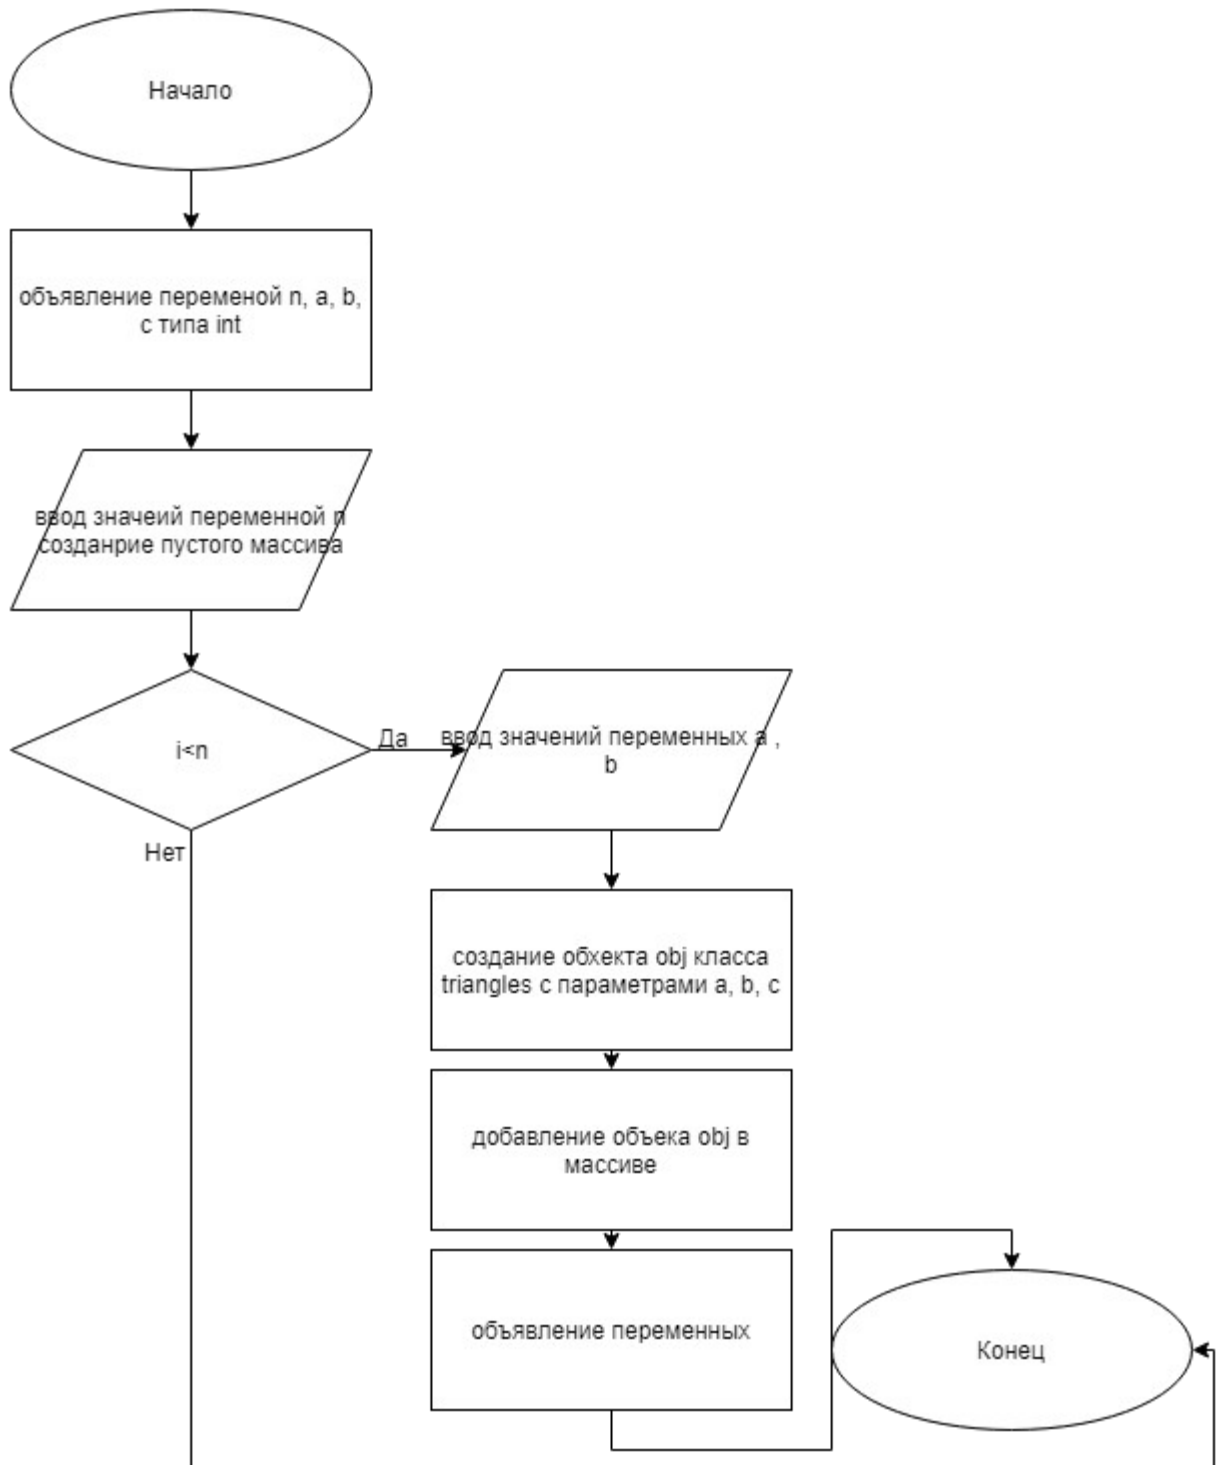 Начало
объявление переменой n, a, b,
с типа int
ввод значеий переменной n
созданрие пустого массива
i<n
Да
ввод значений переменных a ,
b
Нет
создание обхекта obj класса
triangles с параметрами a, b, c
добавление объека obj в
массиве
объявление переменных
Конец